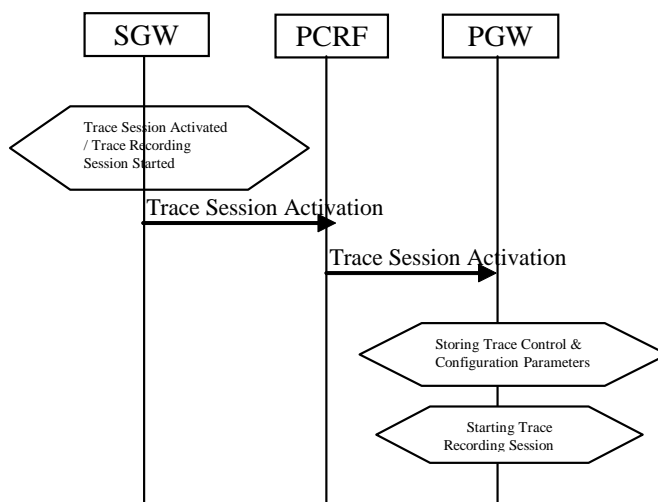 SGW
PCRF
PGW
Trace Session Activated
/ Trace Recording
Session Started
Trace Session Activation
Trace Session Activation
Storing Trace Control &
Configuration Parameters
Starting Trace
Recording Session